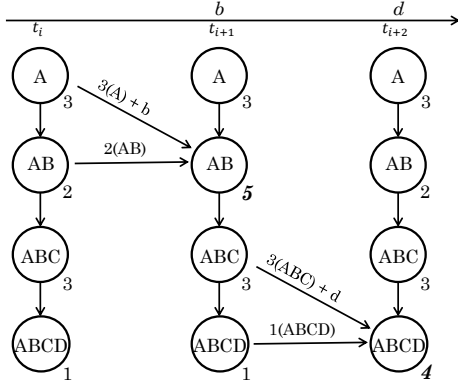 b d
t_i t_{i+1} t_{i+2}
A A A
3 3 3
3(A) + b
2(AB)
AB AB AB
2 5 2
ABC ABC ABC
3 3 3
3(ABC) + d
1(ABCD)
ABCD ABCD ABCD
1 1 4